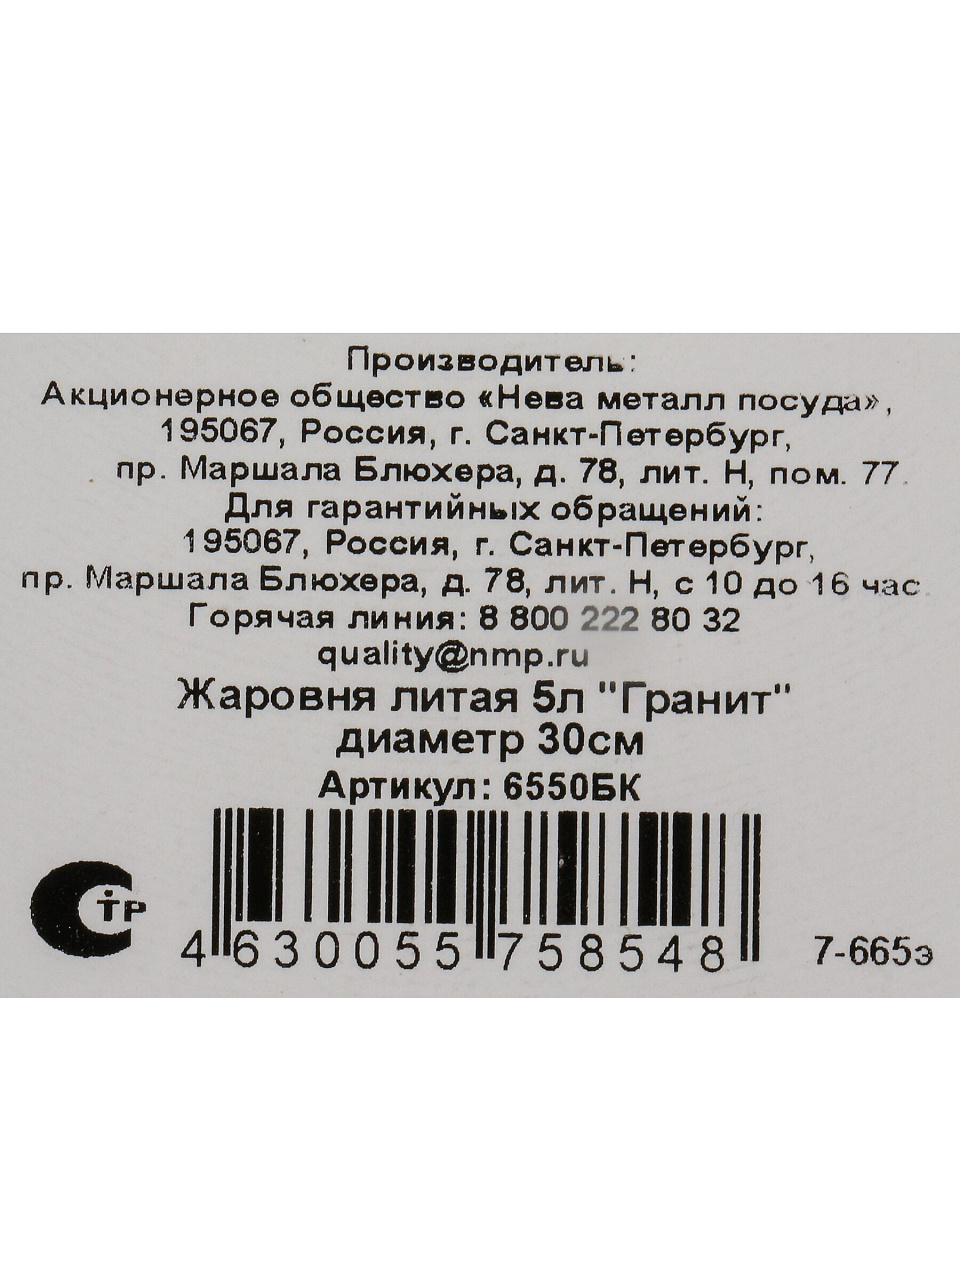 Производитель:
Акционерное общество «Нева металл посуда»,
195067, Россия, г. Санкт-Петербург,
пр. Маршала Блюхера, д. 78, лит. Н, пом. 77.
Для гарантийных обращений:
195067, Россия, г. Санкт-Петербург,
пр. Маршала Блюхера, д. 78, лит. Н, с 10 до 16 час.
Горячая линия: 8 800 222 80 32
quality@nmp.ru
Жаровня литая 5л "Гранит"
диаметр 30см
Артикул: 6550БК
СТР
4 630055 758548
7-665э